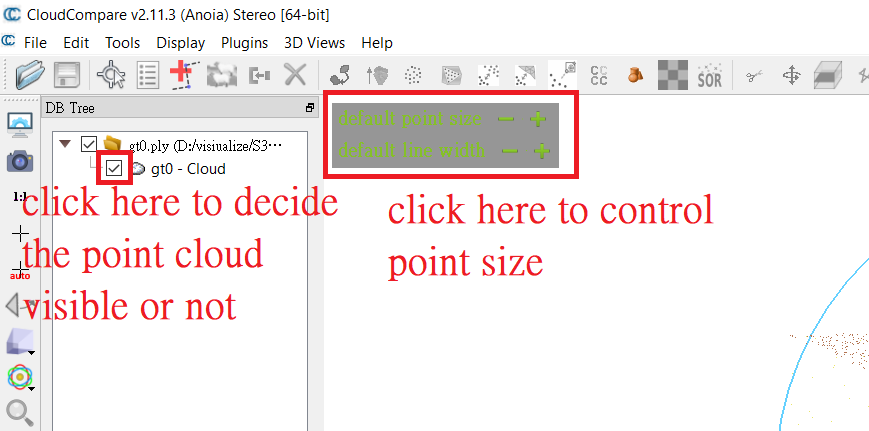 CloudCompare v2.11.3 (Anoia) Stereo [64-bit]
File Edit Tools Display Plugins 3D Views Help
CC
CC
SOR
DB Tree
default point size
default line width
gt0.ply (D:/visiualize/S3…
gt0 - Cloud
1:1
auto
click here to decide
the point cloud
visible or not
click here to control
point size